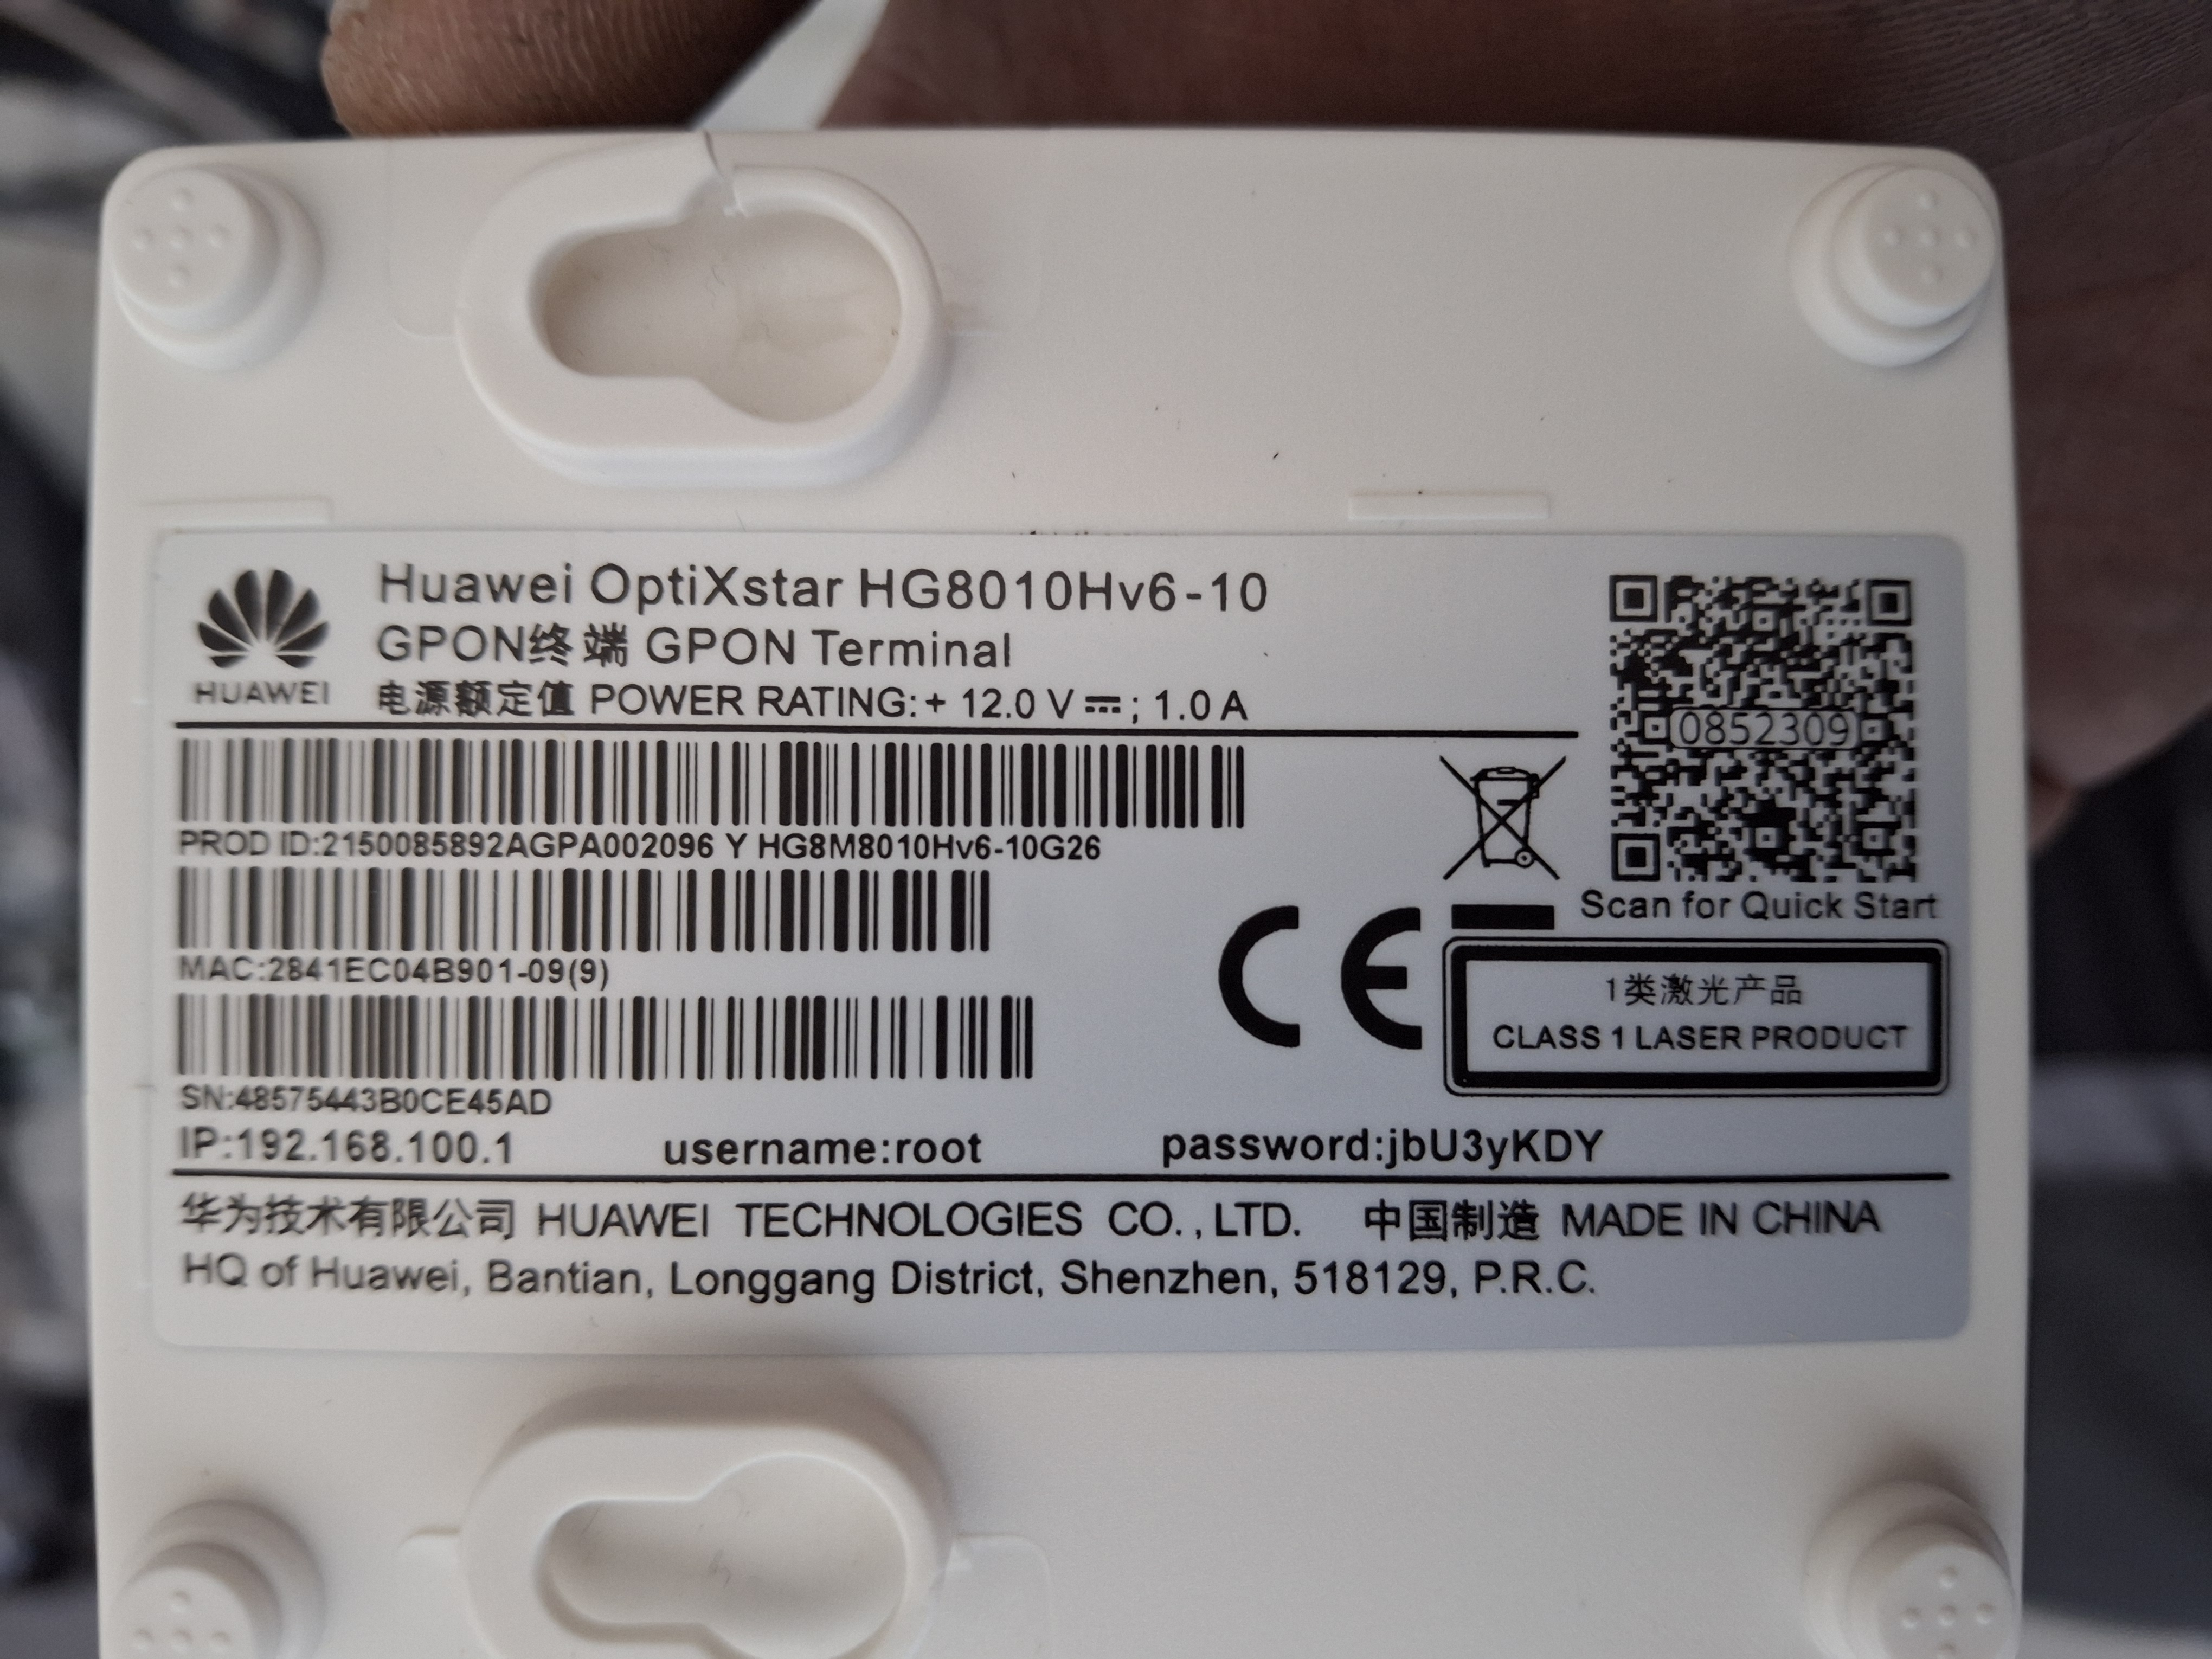 Huawei OptiXstar HG8010Hv6-10
GPON终端 GPON Terminal
HUAWEI
电源额定值 POWER RATING:+ 12.0 V ⎓; 1.0 A
0852309
PROD ID:2150085892AGPA002096 Y HG8M8010Hv6-10G26
Scan for Quick Start
MAC:2841EC04B901-09(9)
CE
1类激光产品
CLASS 1 LASER PRODUCT
SN:48575443B0CE45AD
IP:192.168.100.1 username:root password:jbU3yKDY
华为技术有限公司 HUAWEI TECHNOLOGIES CO., LTD. 中国制造 MADE IN CHINA
HQ of Huawei, Bantian, Longgang District, Shenzhen, 518129, P.R.C.